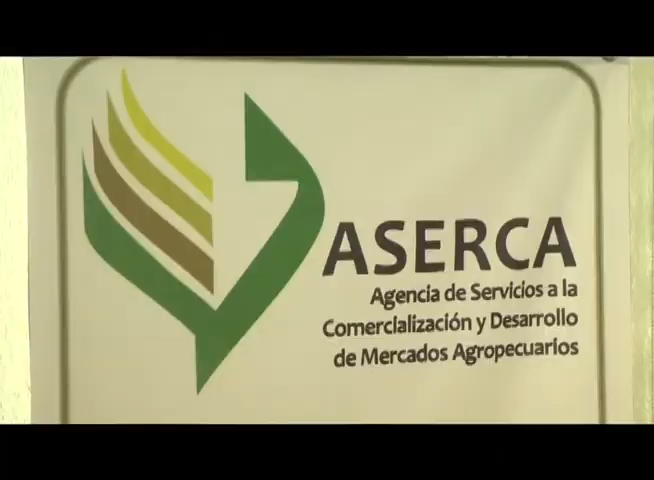 ASERCA
Agencia de Servicios a la
Comercialización y Desarrollo
de Mercados Agropecuarios